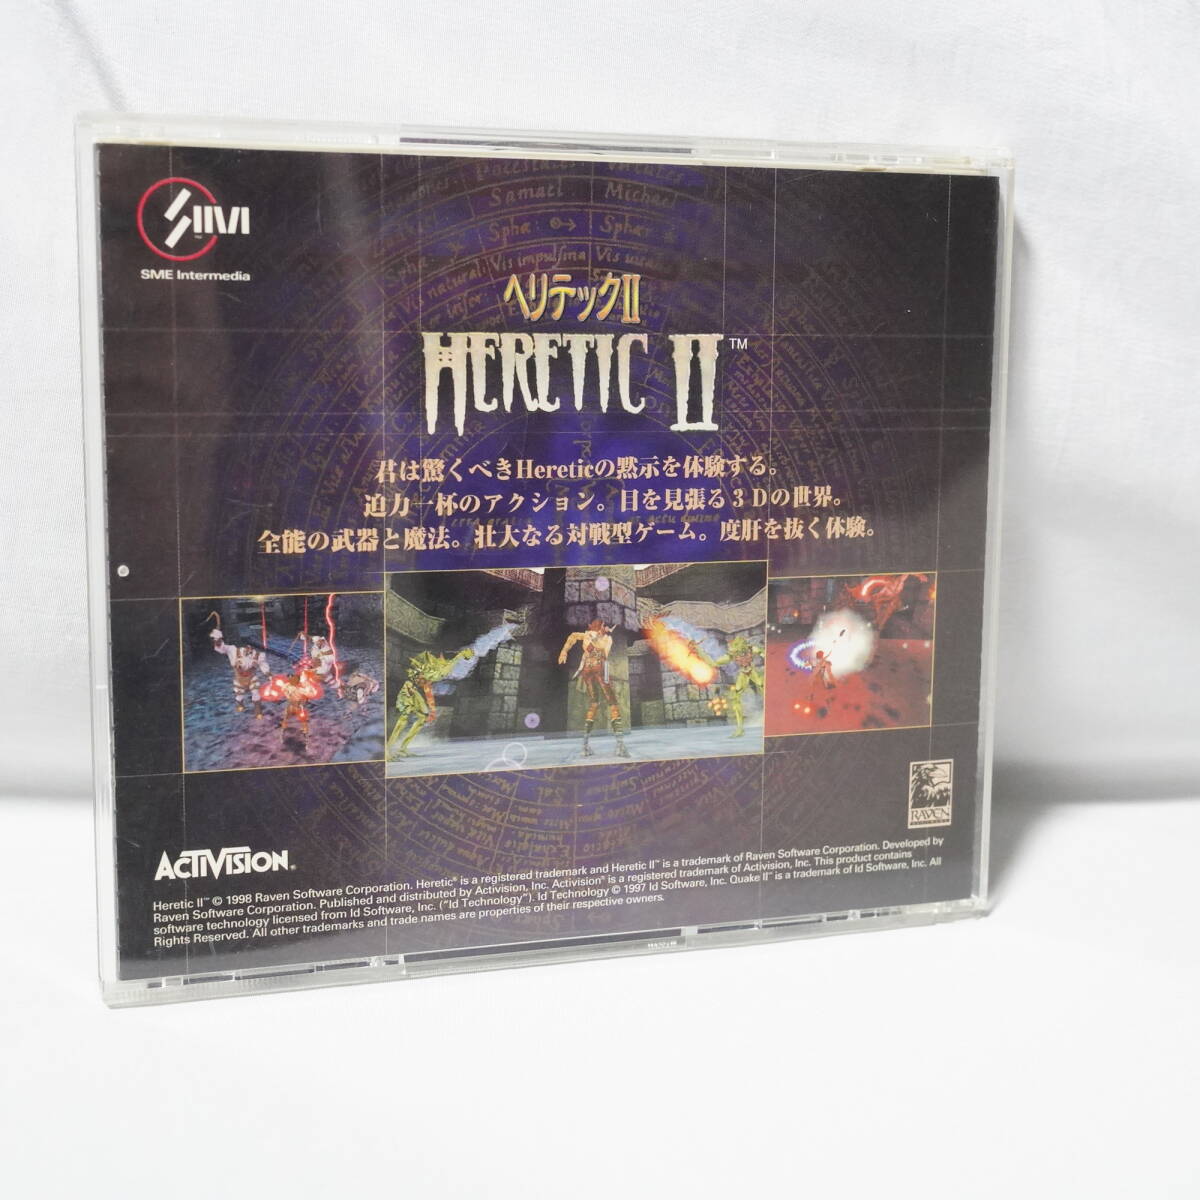 SME Intermedia
Samael
Michael
Vis impulsina
Vis naturali
ヘリテックII
HERETIC II™
君は驚くべきHereticの黙示を体験する。
迫力一杯のアクション。目を見張る3Dの世界。
全能の武器と魔法。壮大なる対戦型ゲーム。度肝を抜く体験。
RAVEN
ACTIVISION®
Heretic II™ © 1998 Raven Software Corporation. Heretic® is a registered trademark and Heretic II™ is a trademark of Raven Software Corporation. Developed by
Raven Software Corporation. Published and distributed by Activision, Inc. Activision® is a registered trademark of Activision, Inc. This product contains
software technology licensed from Id Software, Inc. ("Id Technology"). Id Technology © 1997 Id Software, Inc. Quake II™ is a trademark of Id Software, Inc. All
Rights Reserved. All other trademarks and trade names are properties of their respective owners.